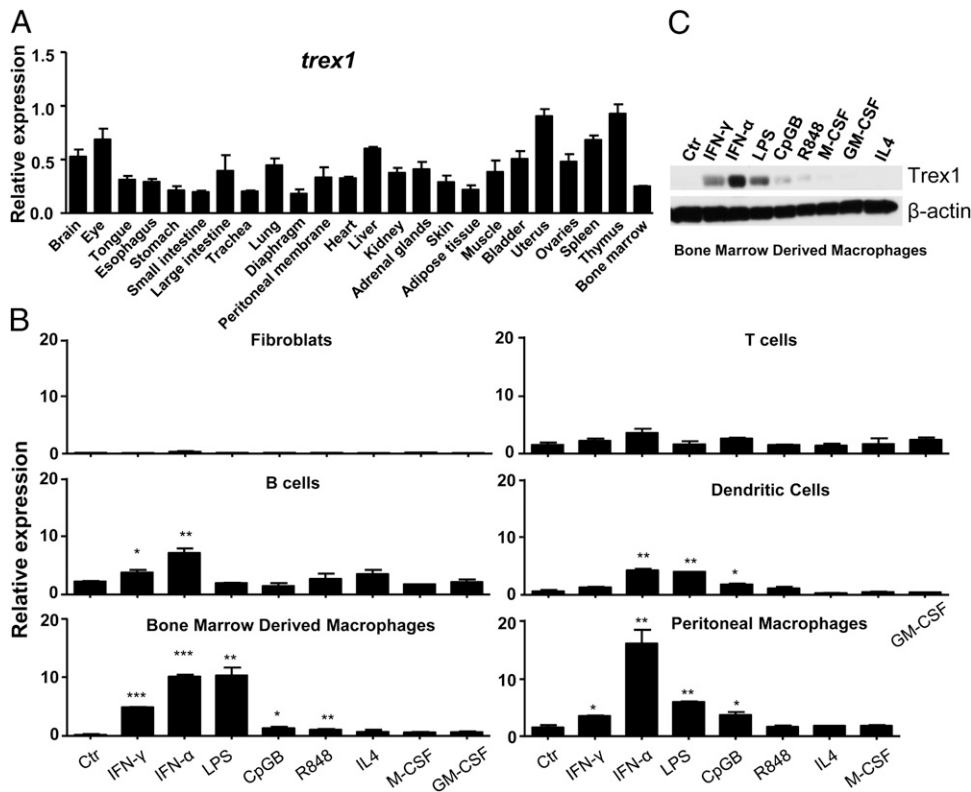 A
trex1
Relative expression
1.5
1.0
0.5
0.0
Brain
Eye
Tongue
Esophagus
Stomach
Small intestine
Large intestine
Trachea
Lung
Diaphragm
Peritoneal membrane
Heart
Liver
Kidney
Adrenal glands
Skin
Adipose tissue
Muscle
Bladder
Uterus
Ovaries
Spleen
Thymus
Bone marrow
C
Ctr
IFN-γ
IFN-α
LPS
CpGB
R848
M-CSF
GM-CSF
IL4
Trex1
β-actin
Bone Marrow Derived Macrophages
B
Relative expression
Fibroblats
20
10
0
T cells
20
10
0
B cells
20
10
0
*
**
Dendritic Cells
20
10
0
**
**
*
GM-CSF
Bone Marrow Derived Macrophages
20
10
0
***
***
**
*
**
Ctr
IFN-γ
IFN-α
LPS
CpGB
R848
IL4
M-CSF
GM-CSF
Peritoneal Macrophages
20
10
0
*
**
**
*
Ctr
IFN-γ
IFN-α
LPS
CpGB
R848
IL4
M-CSF